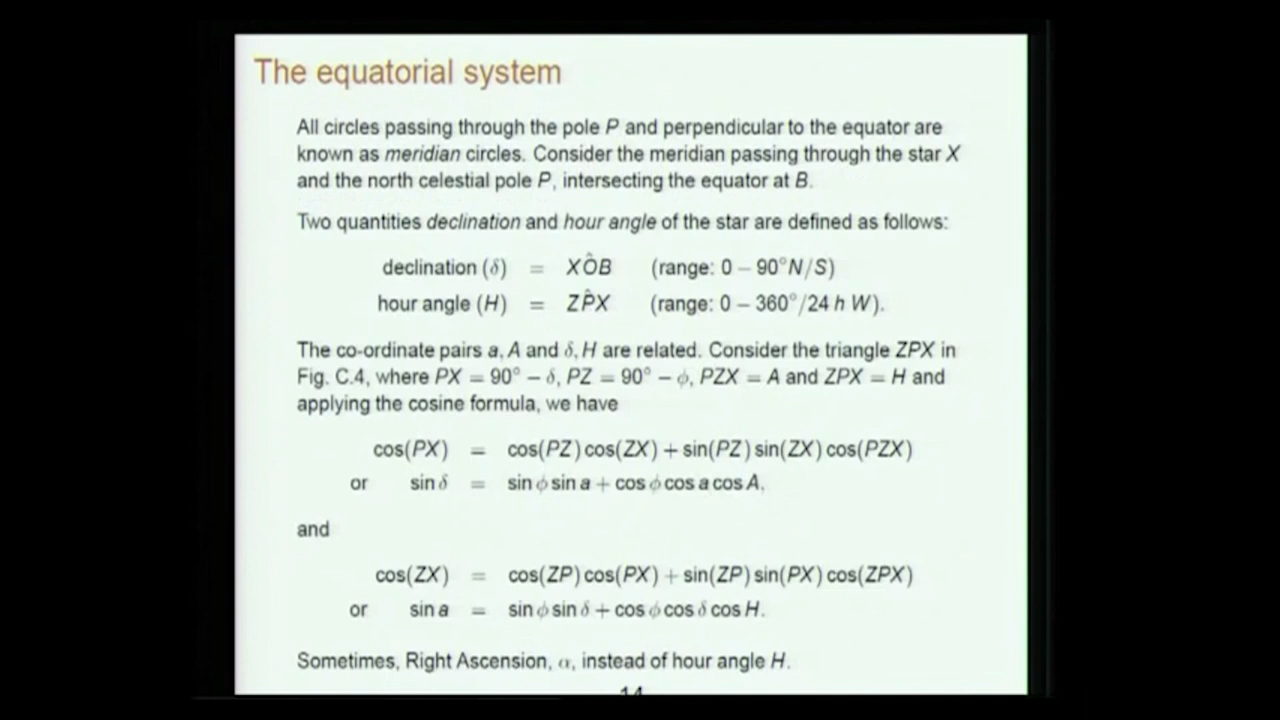 The equatorial system
All circles passing through the pole P and perpendicular to the equator are
known as meridian circles. Consider the meridian passing through the star X
and the north celestial pole P, intersecting the equator at B.
Two quantities declination and hour angle of the star are defined as follows:
declination (δ) = XÔB (range: 0 – 90°N/S)
hour angle (H) = ZP̂X (range: 0 – 360°/24 h W).
The co-ordinate pairs a, A and δ, H are related. Consider the triangle ZPX in
Fig. C.4, where PX = 90° – δ, PZ = 90° – ϕ, PZX = A and ZPX = H and
applying the cosine formula, we have
cos(PX) = cos(PZ) cos(ZX) + sin(PZ) sin(ZX) cos(PZX)
or sin δ = sin ϕ sin a + cos ϕ cos a cos A,
and
cos(ZX) = cos(ZP) cos(PX) + sin(ZP) sin(PX) cos(ZPX)
or sin a = sin ϕ sin δ + cos ϕ cos δ cos H.
Sometimes, Right Ascension, α, instead of hour angle H.
14